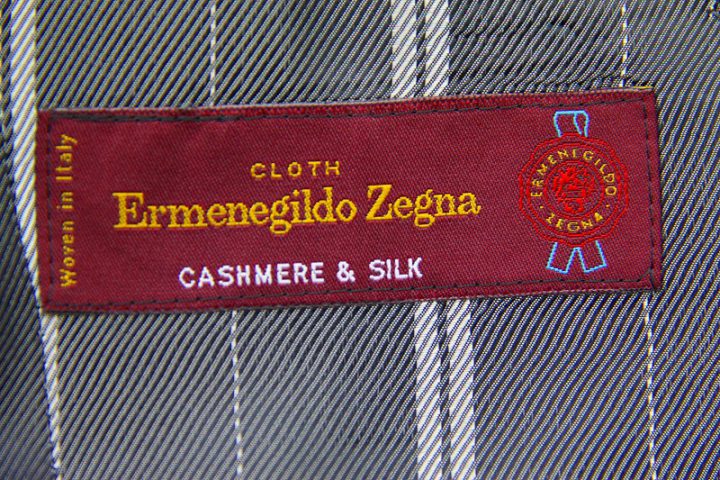 Woven in Italy
CLOTH
Ermenegildo Zegna
CASHMERE & SILK
ERMENEGILDO
ZEGNA